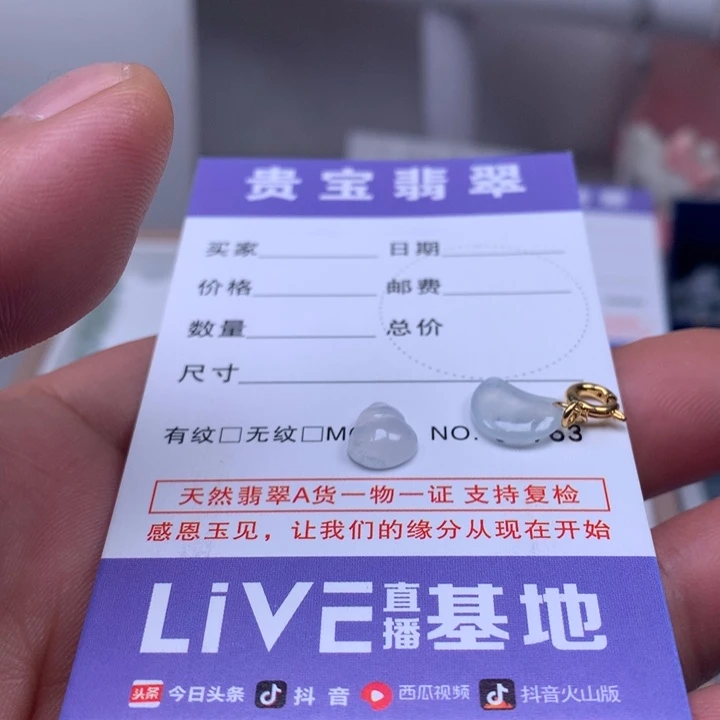 贵宝翡翠
买家 日期
价格 邮费
数量 总价
尺寸
有纹□无纹□M NO. 63
天然翡翠A货一物一证 支持复检
感恩玉见，让我们的缘分从现在开始
LiVE直播基地
头条 今日头条 抖音 西瓜视频 抖音火山版